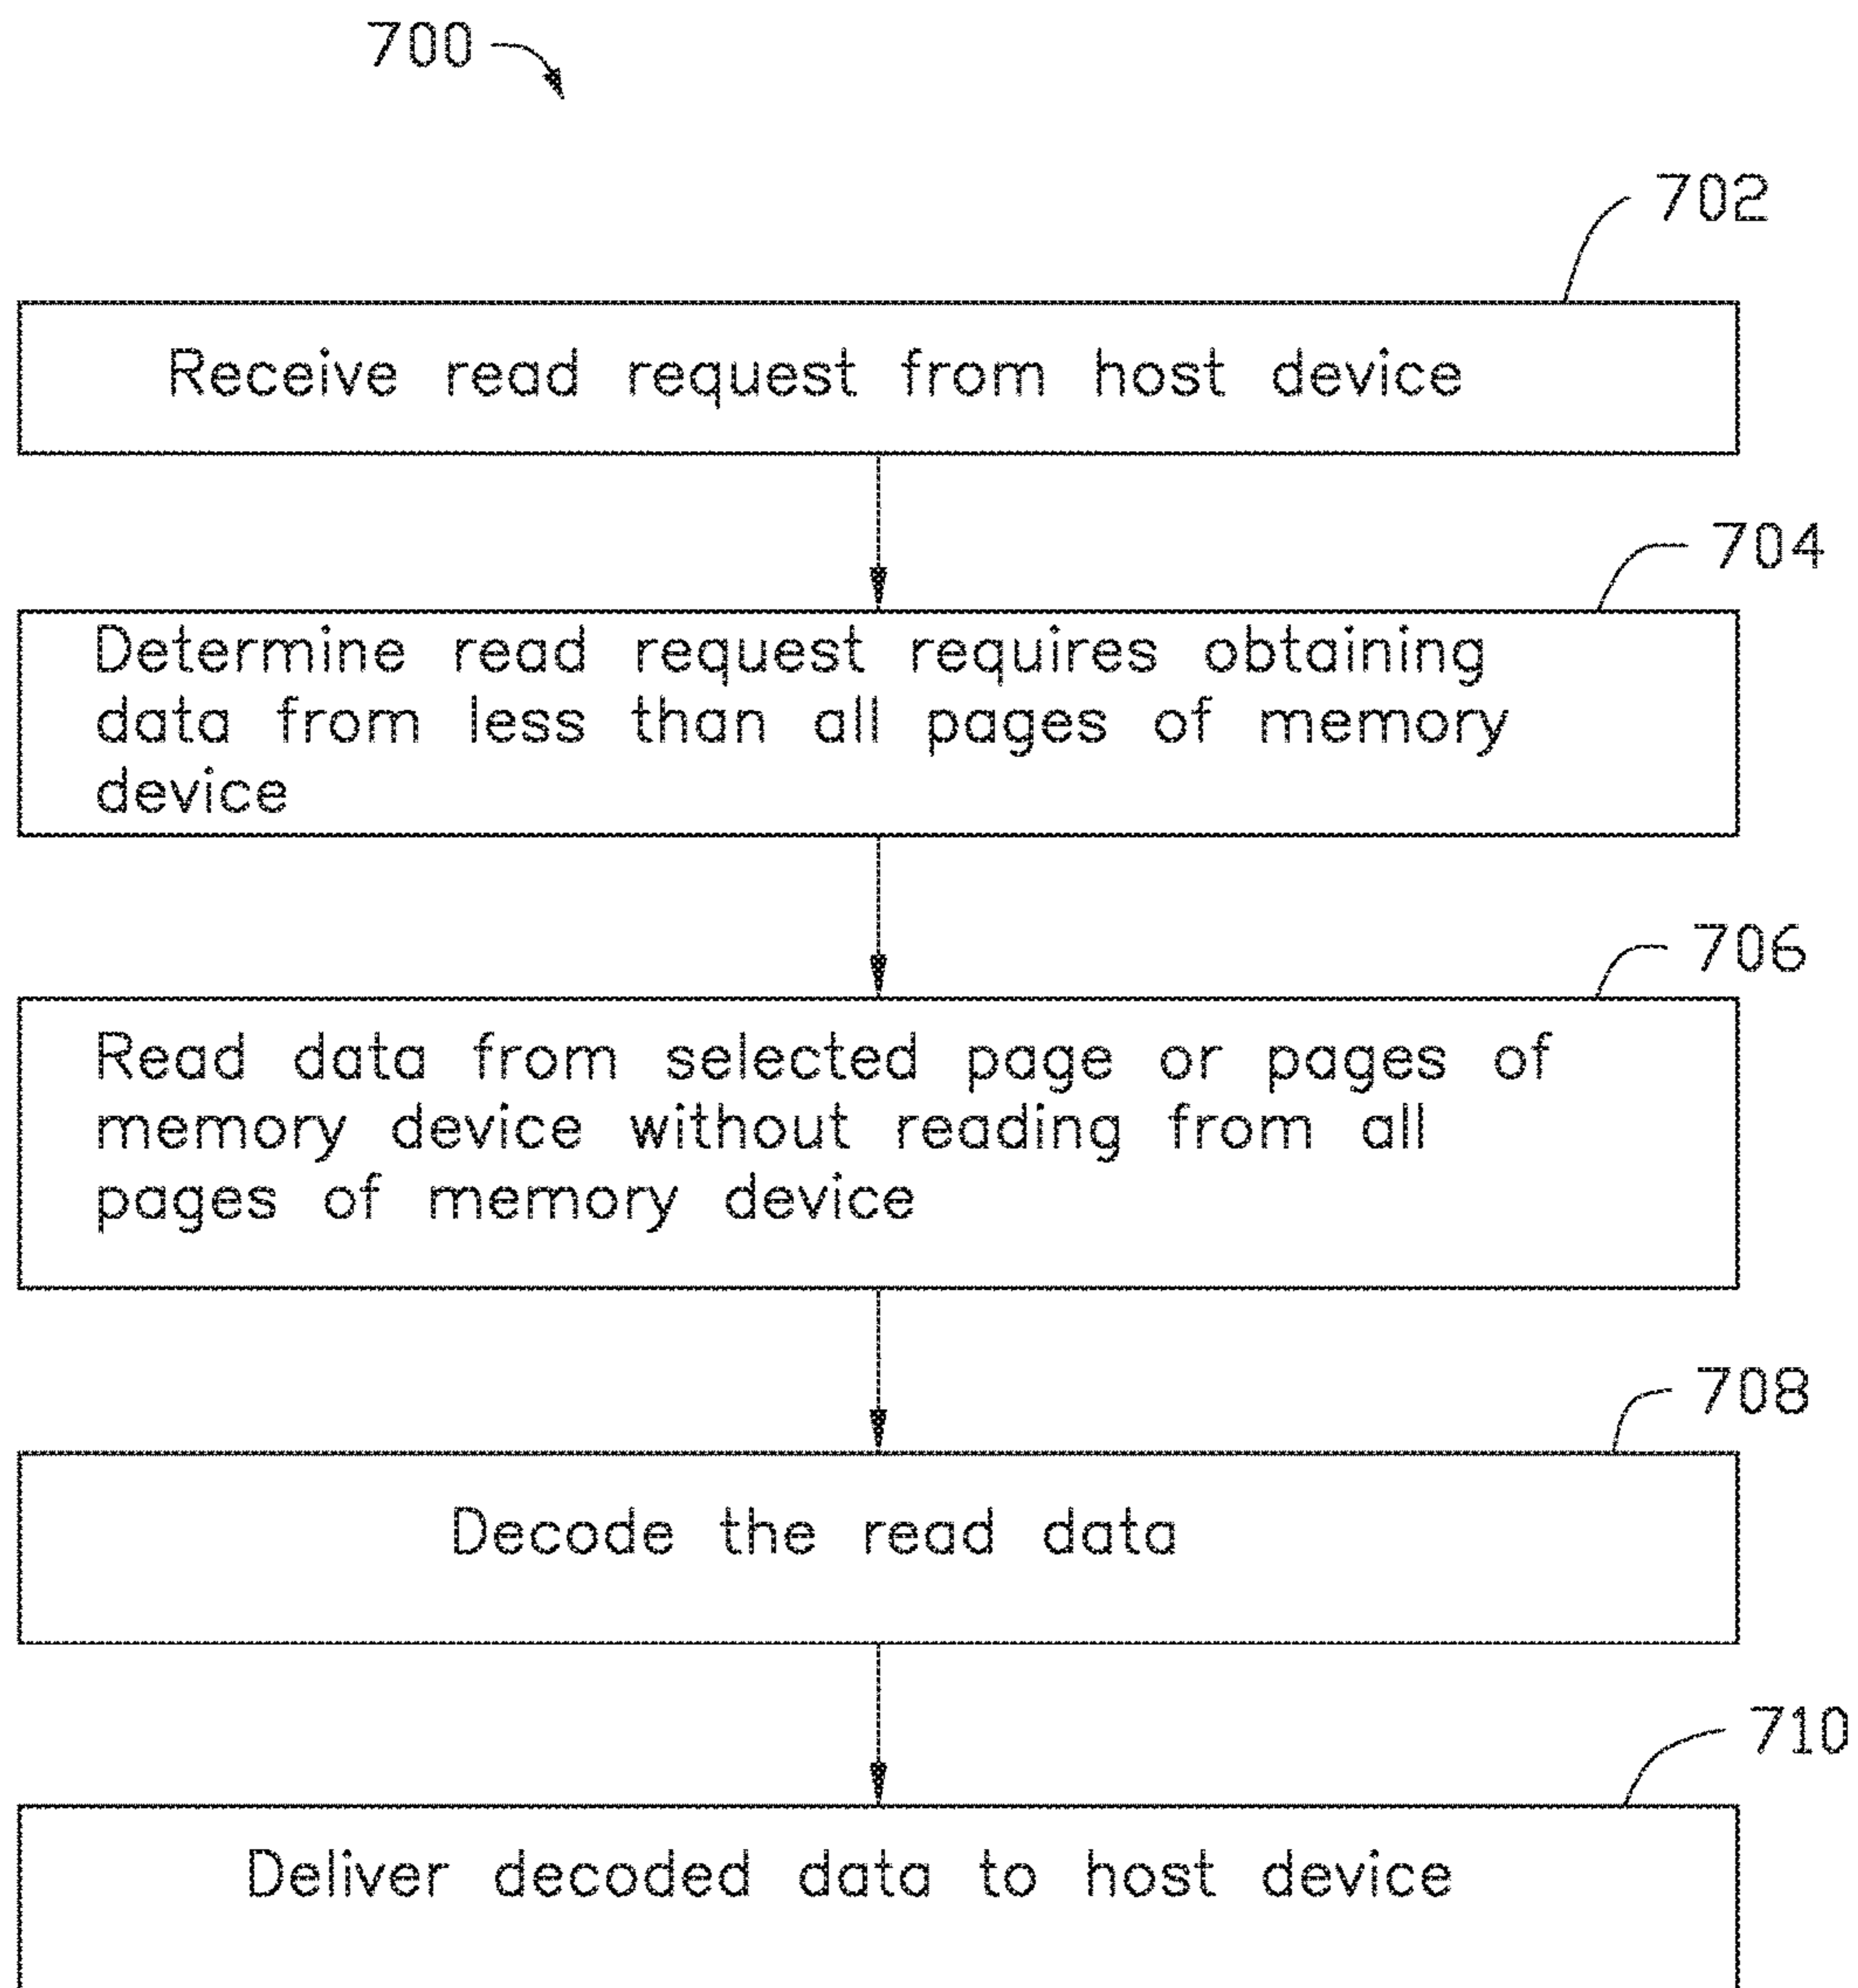 700
702
Receive read request from host device
704
Determine read request requires obtaining
data from less than all pages of memory
device
706
Read data from selected page or pages of
memory device without reading from all
pages of memory device
708
Decode the read data
710
Deliver decoded data to host device